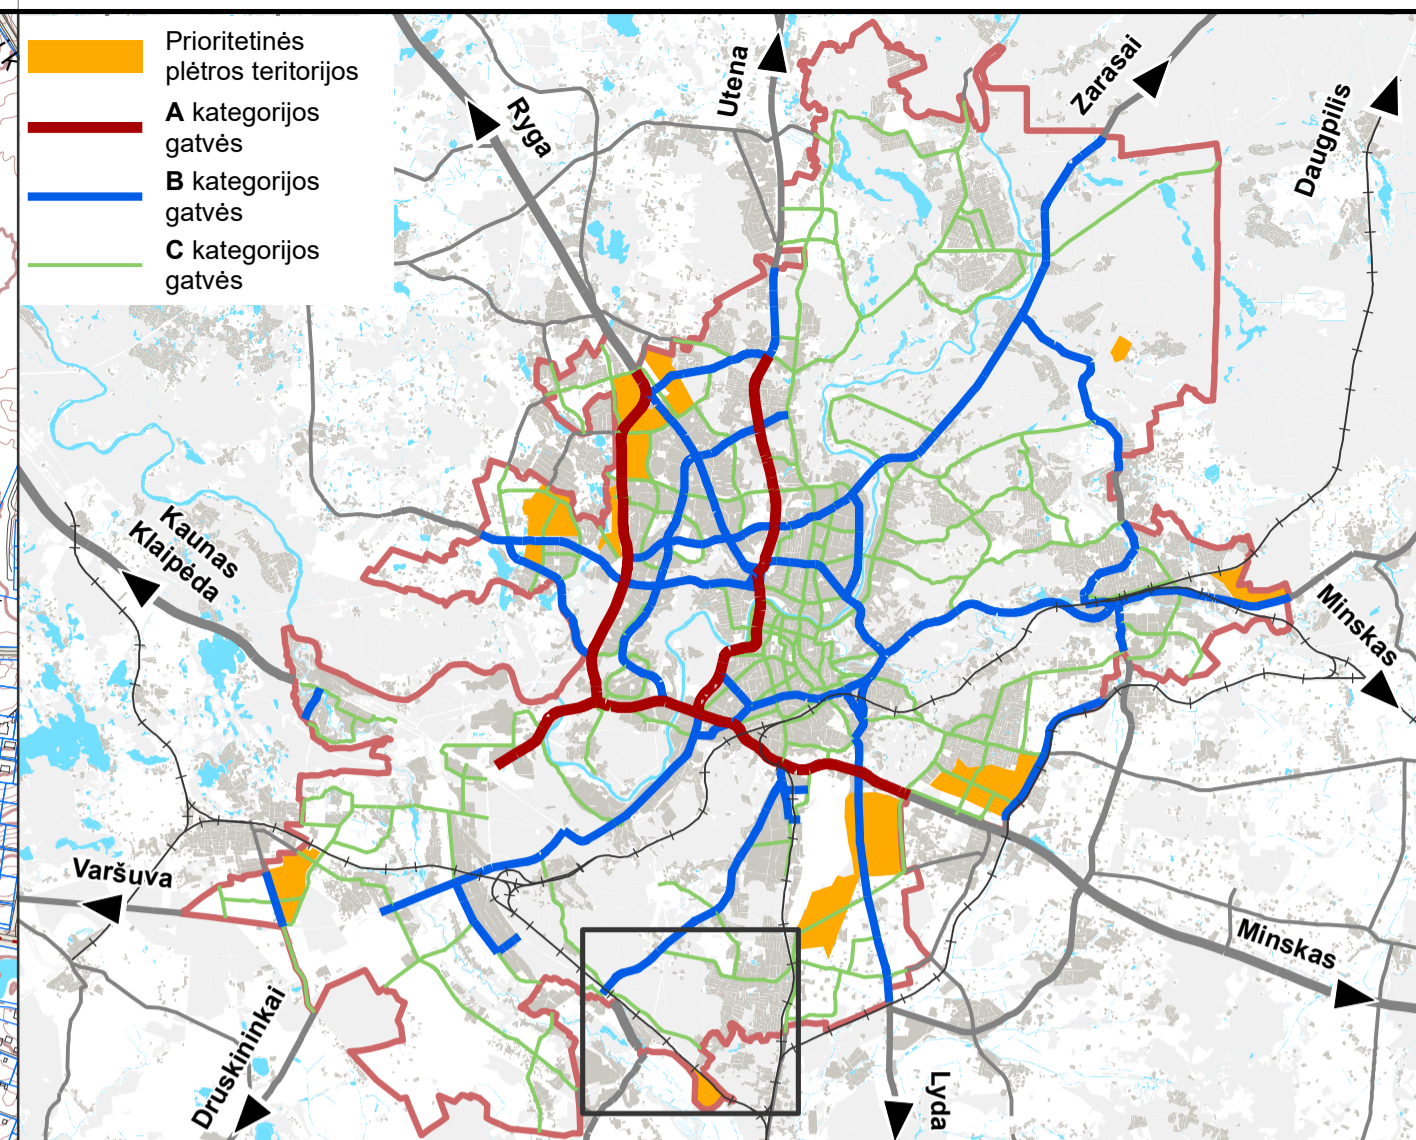 Prioritetinės
plėtros teritorijos
A kategorijos
gatvės
B kategorijos
gatvės
C kategorijos
gatvės
Ryga
Utena
Zarasai
Daugpilis
Kaunas
Klaipėda
Minskas
Varšuva
Minskas
Druskininkai
Lyda